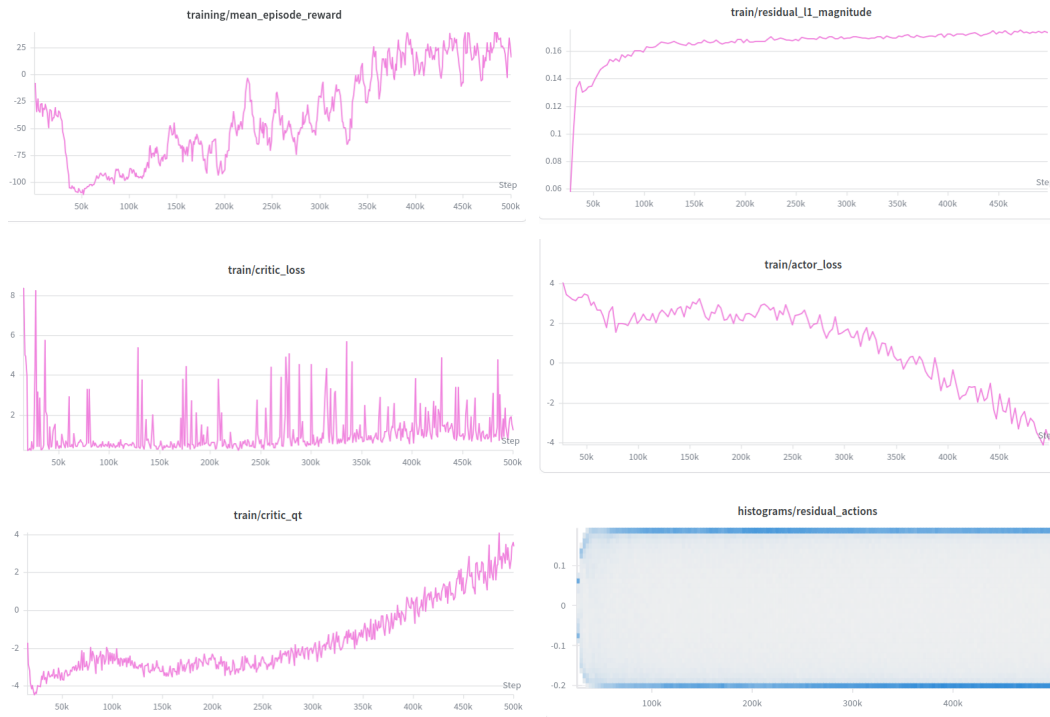 training/mean_episode_reward
25
0
-25
-50
-75
-100
Step
50k 100k 150k 200k 250k 300k 350k 400k 450k 500k
train/residual_l1_magnitude
0.16
0.14
0.12
0.1
0.08
0.06
Ste
50k 100k 150k 200k 250k 300k 350k 400k 450k
train/critic_loss
8
6
4
2
Step
50k 100k 150k 200k 250k 300k 350k 400k 450k 500k
train/actor_loss
4
2
0
-2
-4
50k 100k 150k 200k 250k 300k 350k 400k 450k
train/critic_qt
4
2
0
-2
-4
Step
50k 100k 150k 200k 250k 300k 350k 400k 450k 500k
histograms/residual_actions
0.1
0
-0.1
-0.2
100k 200k 300k 400k